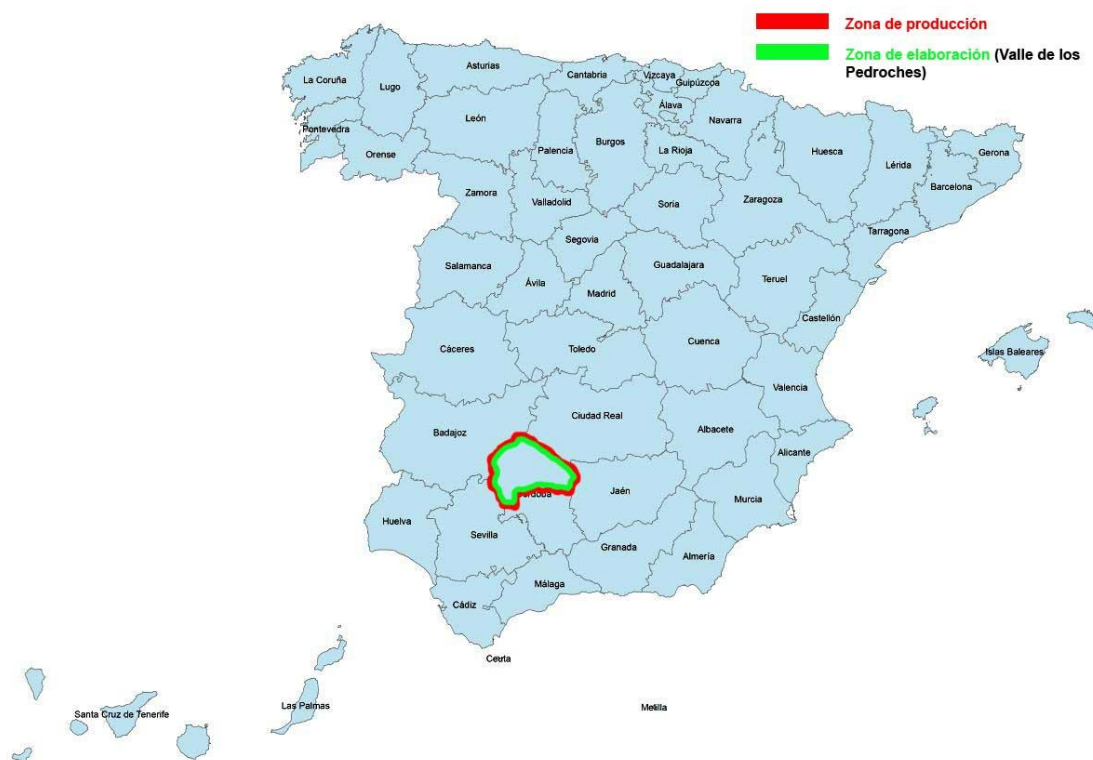 Zona de producción
Zona de elaboración (Valle de los
Pedroches)
Asturias
Cantabria
Vizcaya
Guipúzcoa
La Coruña
Lugo
Álava
León
Navarra
Pontevedra
Burgos
Palencia
La Rioja
Huesca
Orense
Gerona
Lérida
Barcelona
Zamora
Valladolid
Soria
Zaragoza
Tarragona
Segovia
Salamanca
Guadalajara
Ávila
Madrid
Teruel
Castellón
Cáceres
Toledo
Cuenca
Islas Baleares
Valencia
Ciudad Real
Badajoz
Albacete
Alicante
Jaén
rdoba
Murcia
Huelva
Sevilla
Granada
Almería
Málaga
Cádiz
Ceuta
Las Palmas
Melilla
Santa Cruz de Tenerife